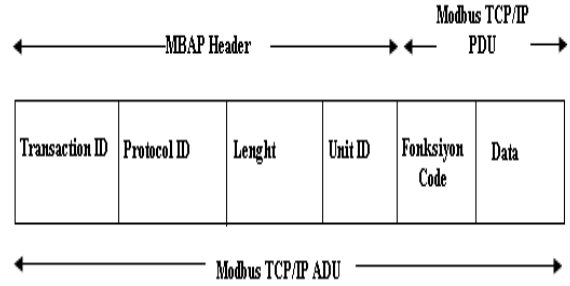 Modbus TCP/IP
PDU
MBAP Header
Transaction ID
Protocol ID
Lenght
Unit ID
Fonksiyon
Code
Data
Modbus TCP/IP ADU